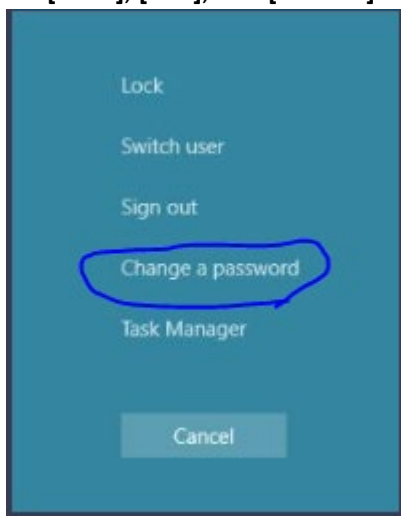 Lock
Switch user
Sign out
Change a password
Task Manager
Cancel